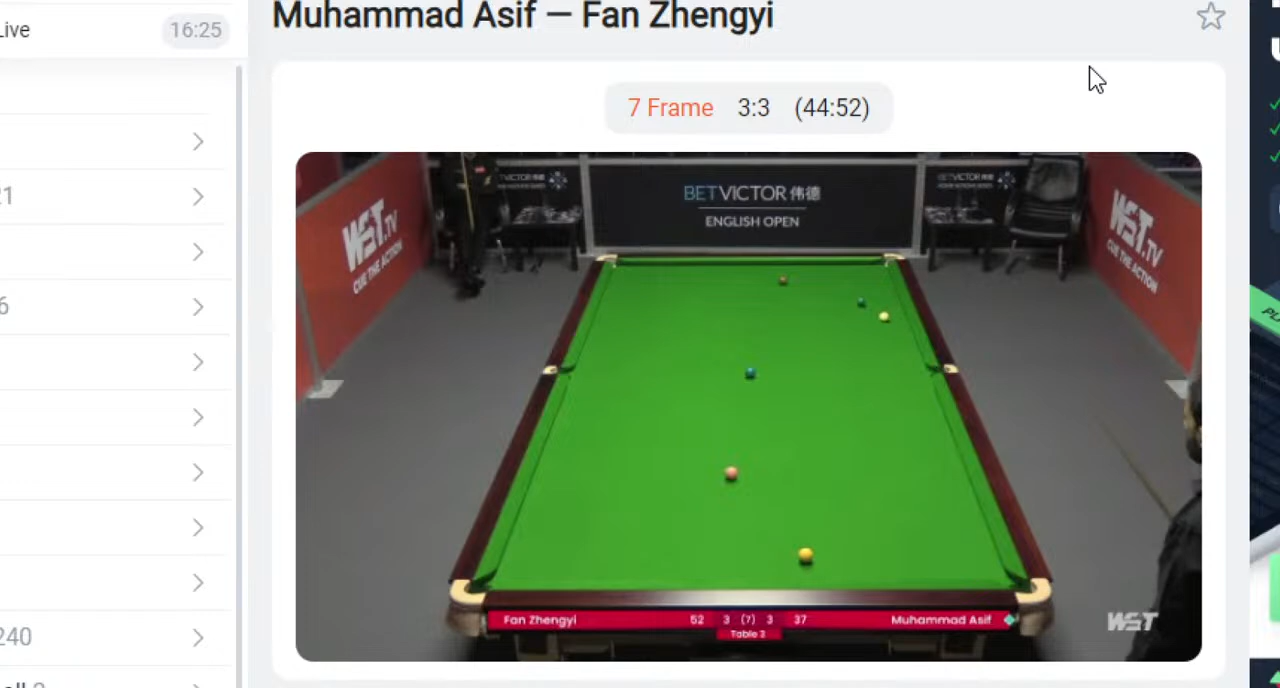 Live
16:25
Muhammad Asif — Fan Zhengyi
7 Frame 3:3 (44:52)
21
6
240
WST.TV
CUE THE ACTION
BETVICTOR 伟德
ENGLISH OPEN
WST.TV
CUE THE ACTION
Fan Zhengyi 52 3 (7) 3 37 Muhammad Asif
Table 3
WST